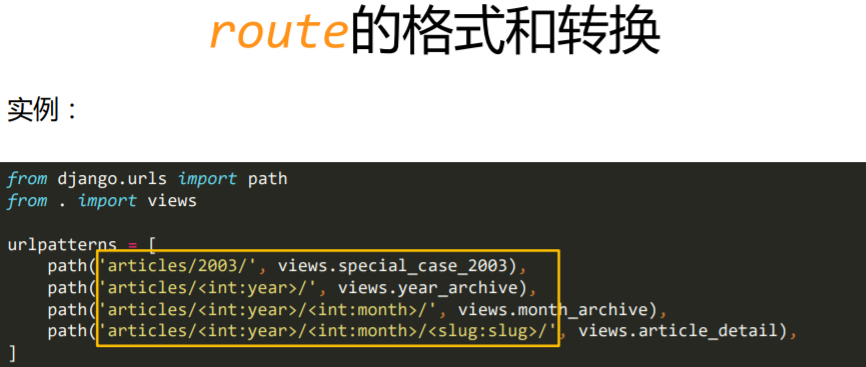 route的格式和转换
实例：
from django.urls import path
from . import views
urlpatterns = [
    path('articles/2003/', views.special_case_2003),
    path('articles/<int:year>/', views.year_archive),
    path('articles/<int:year>/<int:month>/', views.month_archive),
    path('articles/<int:year>/<int:month>/<slug:slug>/', views.article_detail),
]